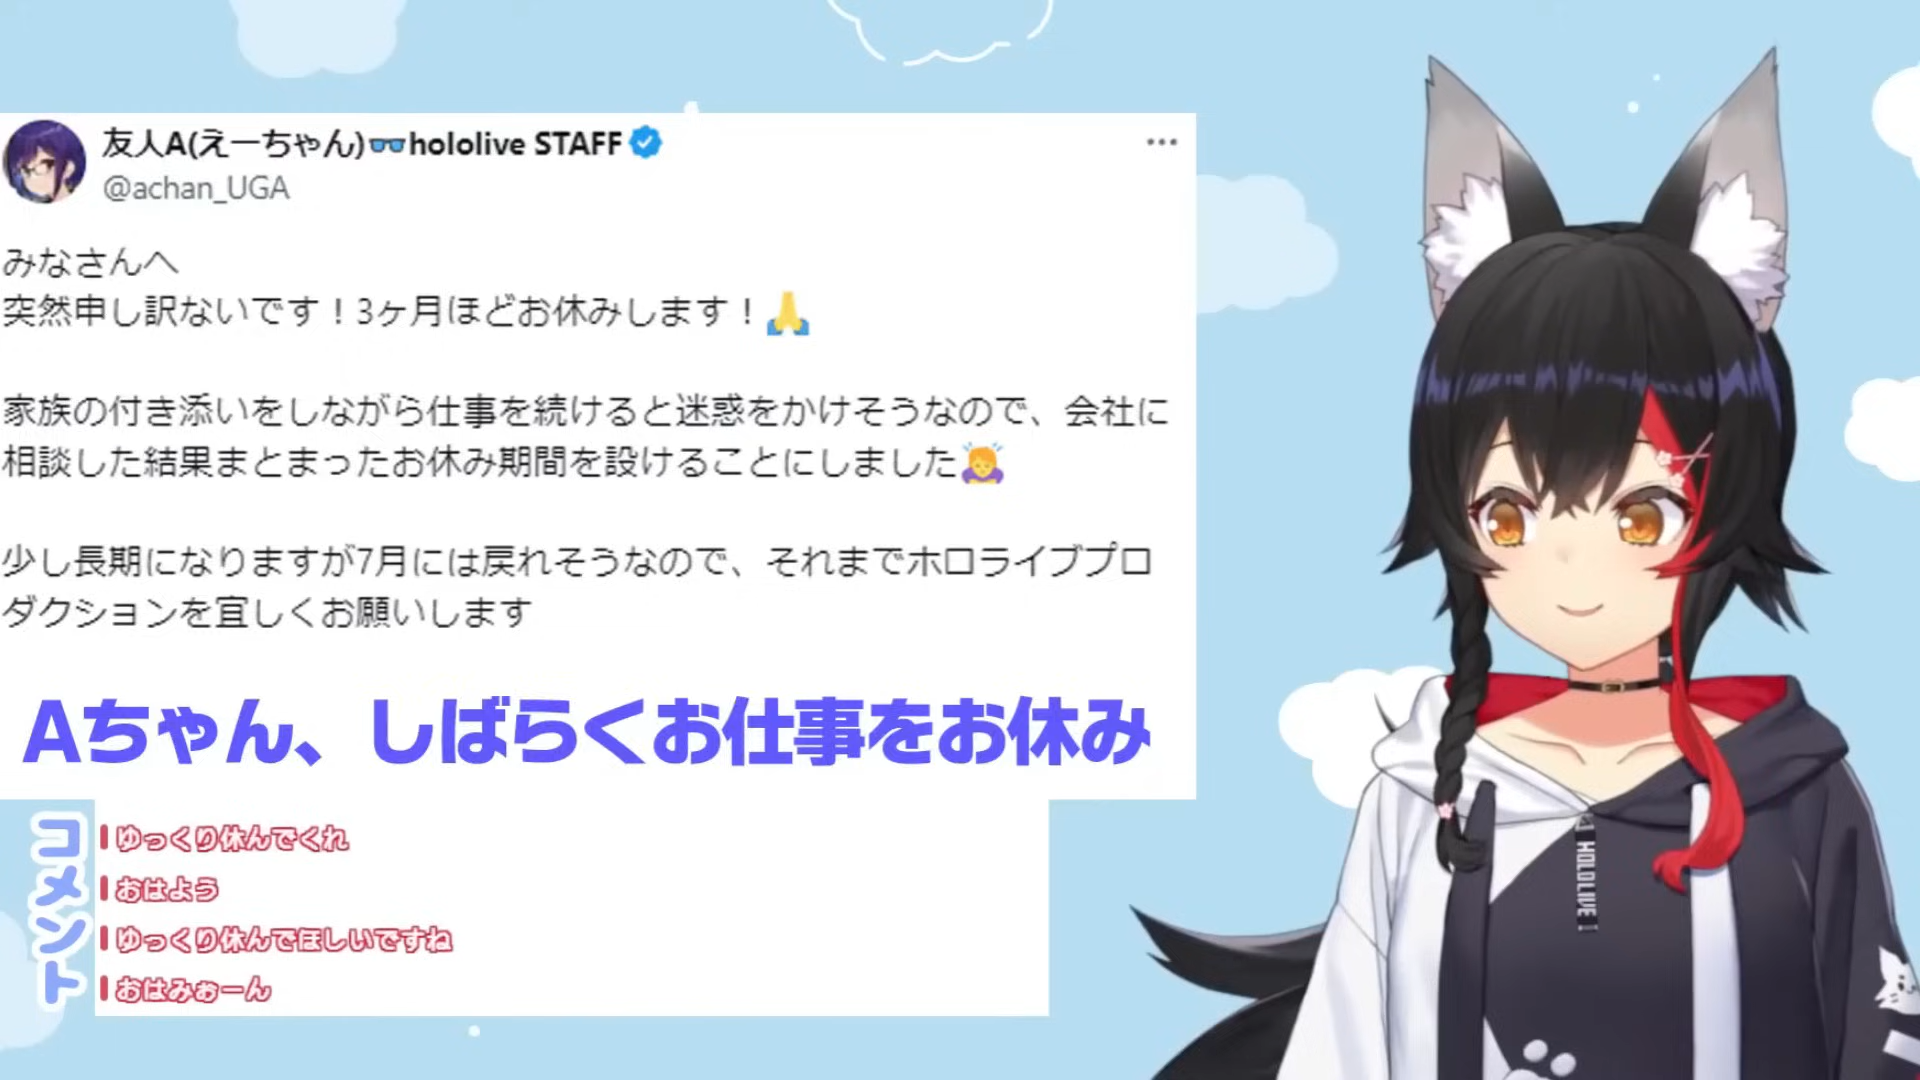 友人A(えーちゃん)👓hololive STAFF
@achan_UGA
みなさんへ
突然申し訳ないです！3ヶ月ほどお休みします！🙏
家族の付き添いをしながら仕事を続けると迷惑をかけそうなので、会社に
相談した結果まとまったお休み期間を設けることにしました🙇
少し長期になりますが7月には戻れそうなので、それまでホロライブプロ
ダクションを宜しくお願いします
Aちゃん、しばらくお仕事をお休み
コメント
ゆっくり休んでくれ
おはよう
ゆっくり休んでほしいですね
おはみぉーん
HOLOLIVE